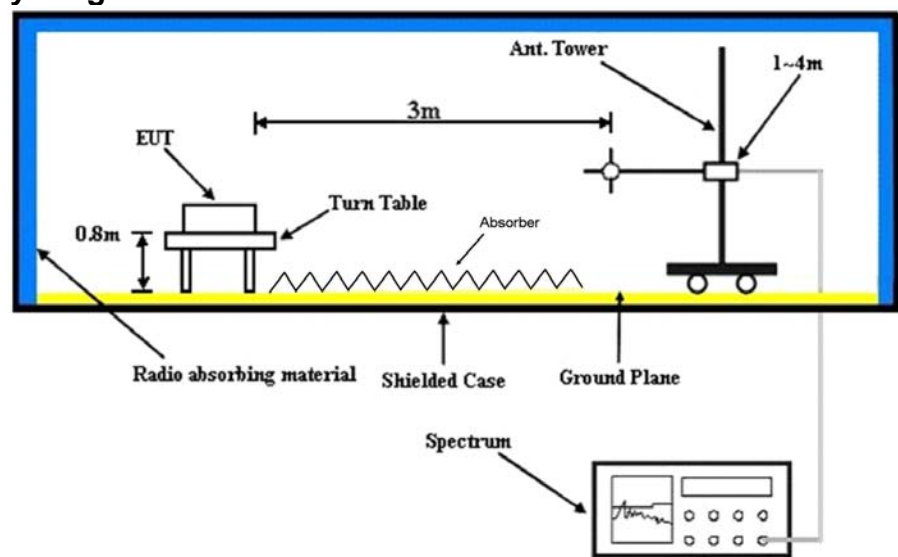 Ant. Tower
1~4m
3m
EUT
Turn Table
0.8m
Absorber
Radio absorbing material
Shielded Case
Ground Plane
Spectrum